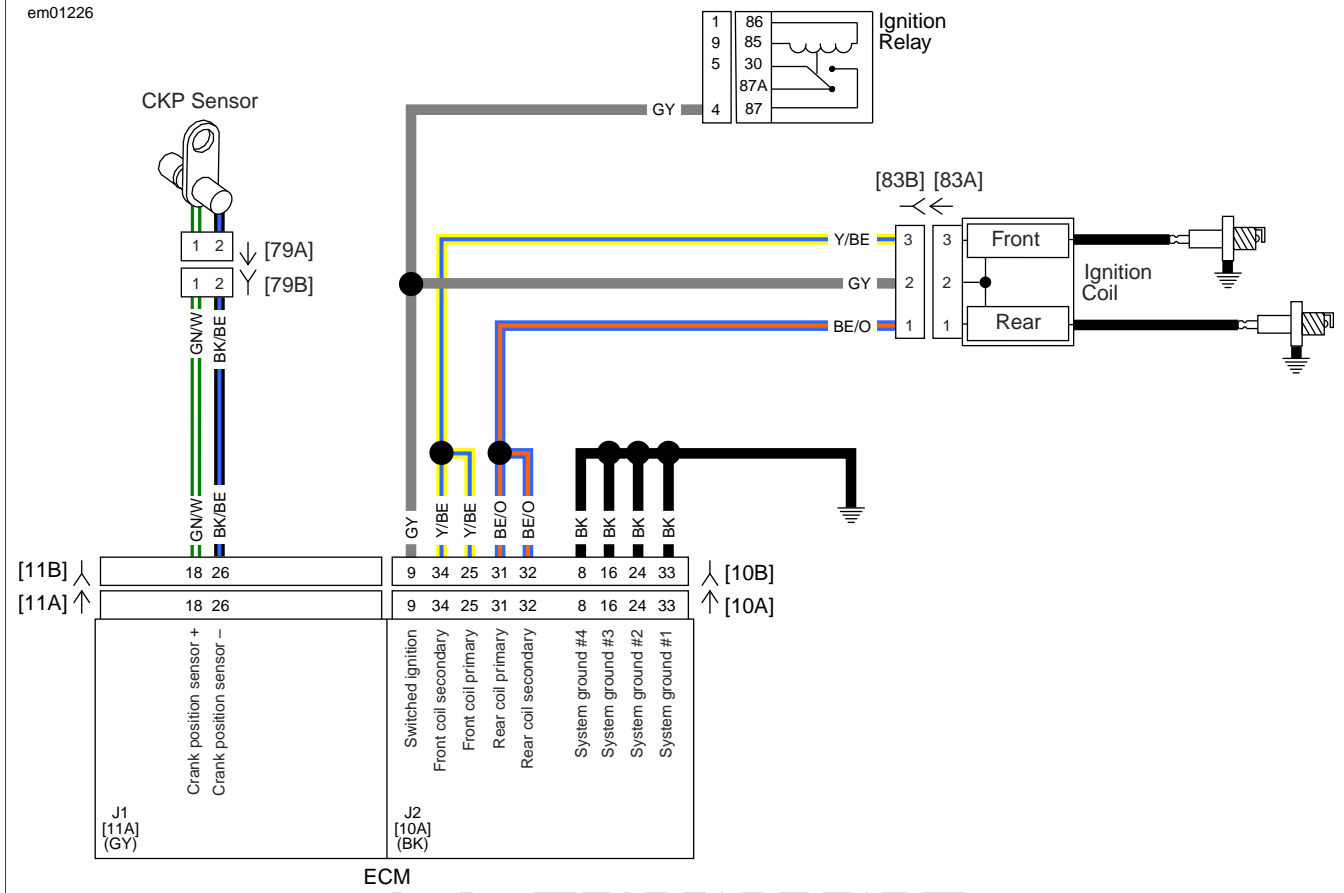 em01226
CKP Sensor
Ignition
Relay
1 86
9 85
5 30
87A
4 87
GY
[83B] [83A]
Y/BE 3 3 Front
GY 2 2
BE/O 1 1 Rear
Ignition
Coil
1 2 [79A]
1 2 [79B]
GN/W BK/BE
GN/W BK/BE GY Y/BE Y/BE BE/O BE/O BK BK BK BK
[11B] 18 26 9 34 25 31 32 8 16 24 33 [10B]
[11A] 18 26 9 34 25 31 32 8 16 24 33 [10A]
Crank position sensor +
Crank position sensor –
Switched ignition
Front coil secondary
Front coil primary
Rear coil primary
Rear coil secondary
System ground #4
System ground #3
System ground #2
System ground #1
J1
[11A]
(GY)
J2
[10A]
(BK)
ECM